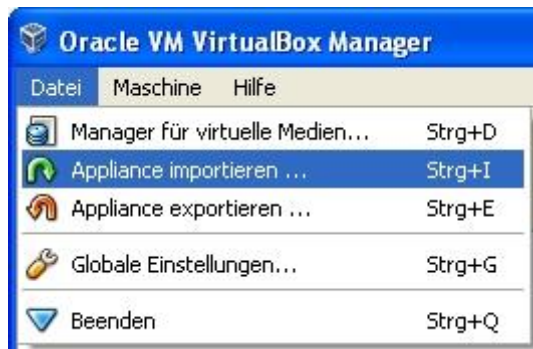 Oracle VM VirtualBox Manager
Datei Maschine Hilfe
Manager für virtuelle Medien... Strg+D
Appliance importieren ... Strg+I
Appliance exportieren ... Strg+E
Globale Einstellungen... Strg+G
Beenden Strg+Q